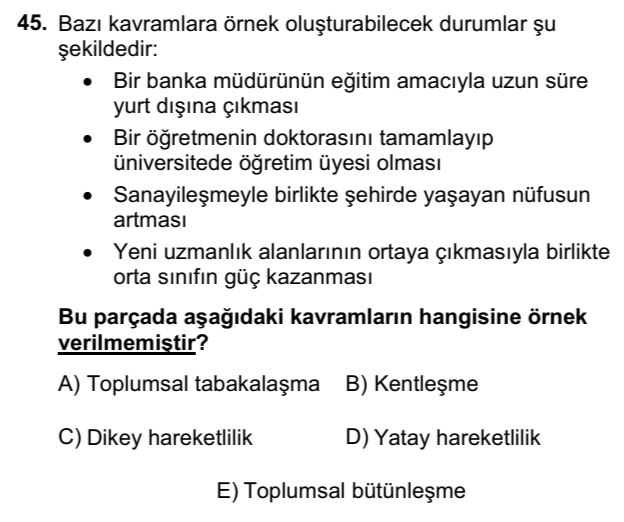 45. Bazı kavramlara örnek oluşturabilecek durumlar şu
şekildedir:
• Bir banka müdürünün eğitim amacıyla uzun süre
yurt dışına çıkması
• Bir öğretmenin doktorasını tamamlayıp
üniversitede öğretim üyesi olması
• Sanayileşmeyle birlikte şehirde yaşayan nüfusun
artması
• Yeni uzmanlık alanlarının ortaya çıkmasıyla birlikte
orta sınıfın güç kazanması
Bu parçada aşağıdaki kavramların hangisine örnek
verilmemiştir?
A) Toplumsal tabakalaşma B) Kentleşme
C) Dikey hareketlilik D) Yatay hareketlilik
E) Toplumsal bütünleşme